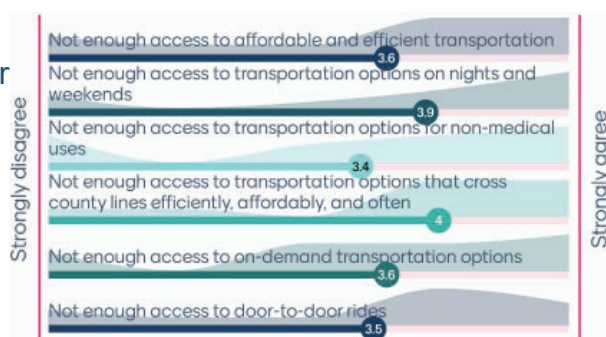 Not enough access to affordable and efficient transportation
3.6
r
Not enough access to transportation options on nights and
weekends
3.9
Not enough access to transportation options for non-medical
uses
3.4
Not enough access to transportation options that cross
county lines efficiently, affordably, and often
4
Not enough access to on-demand transportation options
3.6
Not enough access to door-to-door rides
3.5
Strongly disagree
Strongly agree